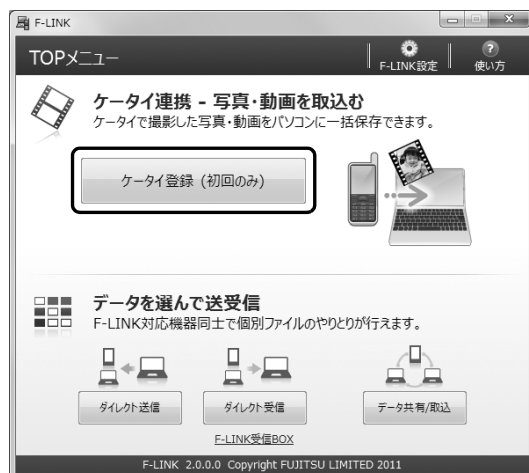 F-LINK
TOPメニュー
F-LINK設定
?
使い方
ケータイ連携 - 写真・動画を取込む
ケータイで撮影した写真・動画をパソコンに一括保存できます。
ケータイ登録 (初回のみ)
データを選んで送受信
F-LINK対応機器同士で個別ファイルのやりとりが行えます。
ダイレクト送信
ダイレクト受信
データ共有/取込
F-LINK受信BOX
F-LINK 2.0.0.0 Copyright FUJITSU LIMITED 2011